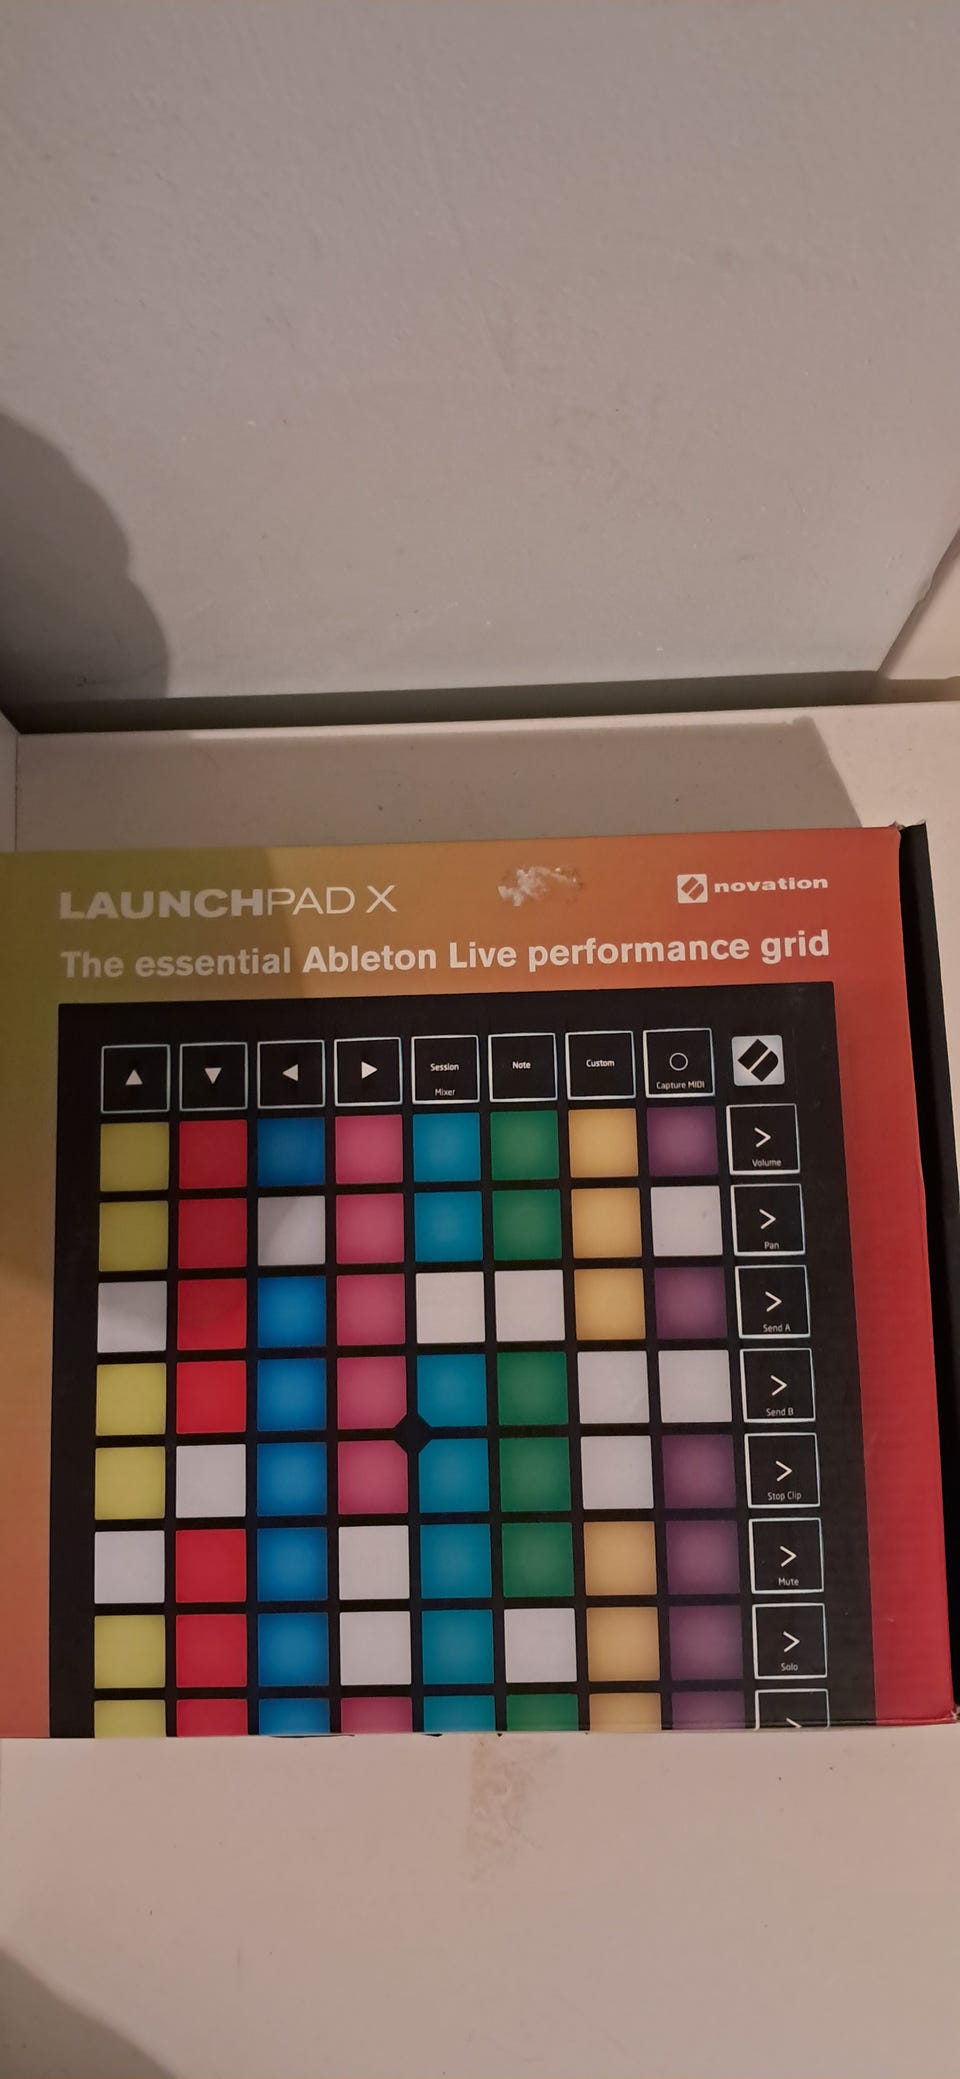 LAUNCHPAD X
novation
The essential Ableton Live performance grid
Session
Mixer
Note
Custom
Capture MIDI
Volume
Pan
Send A
Send B
Stop Clip
Mute
Solo